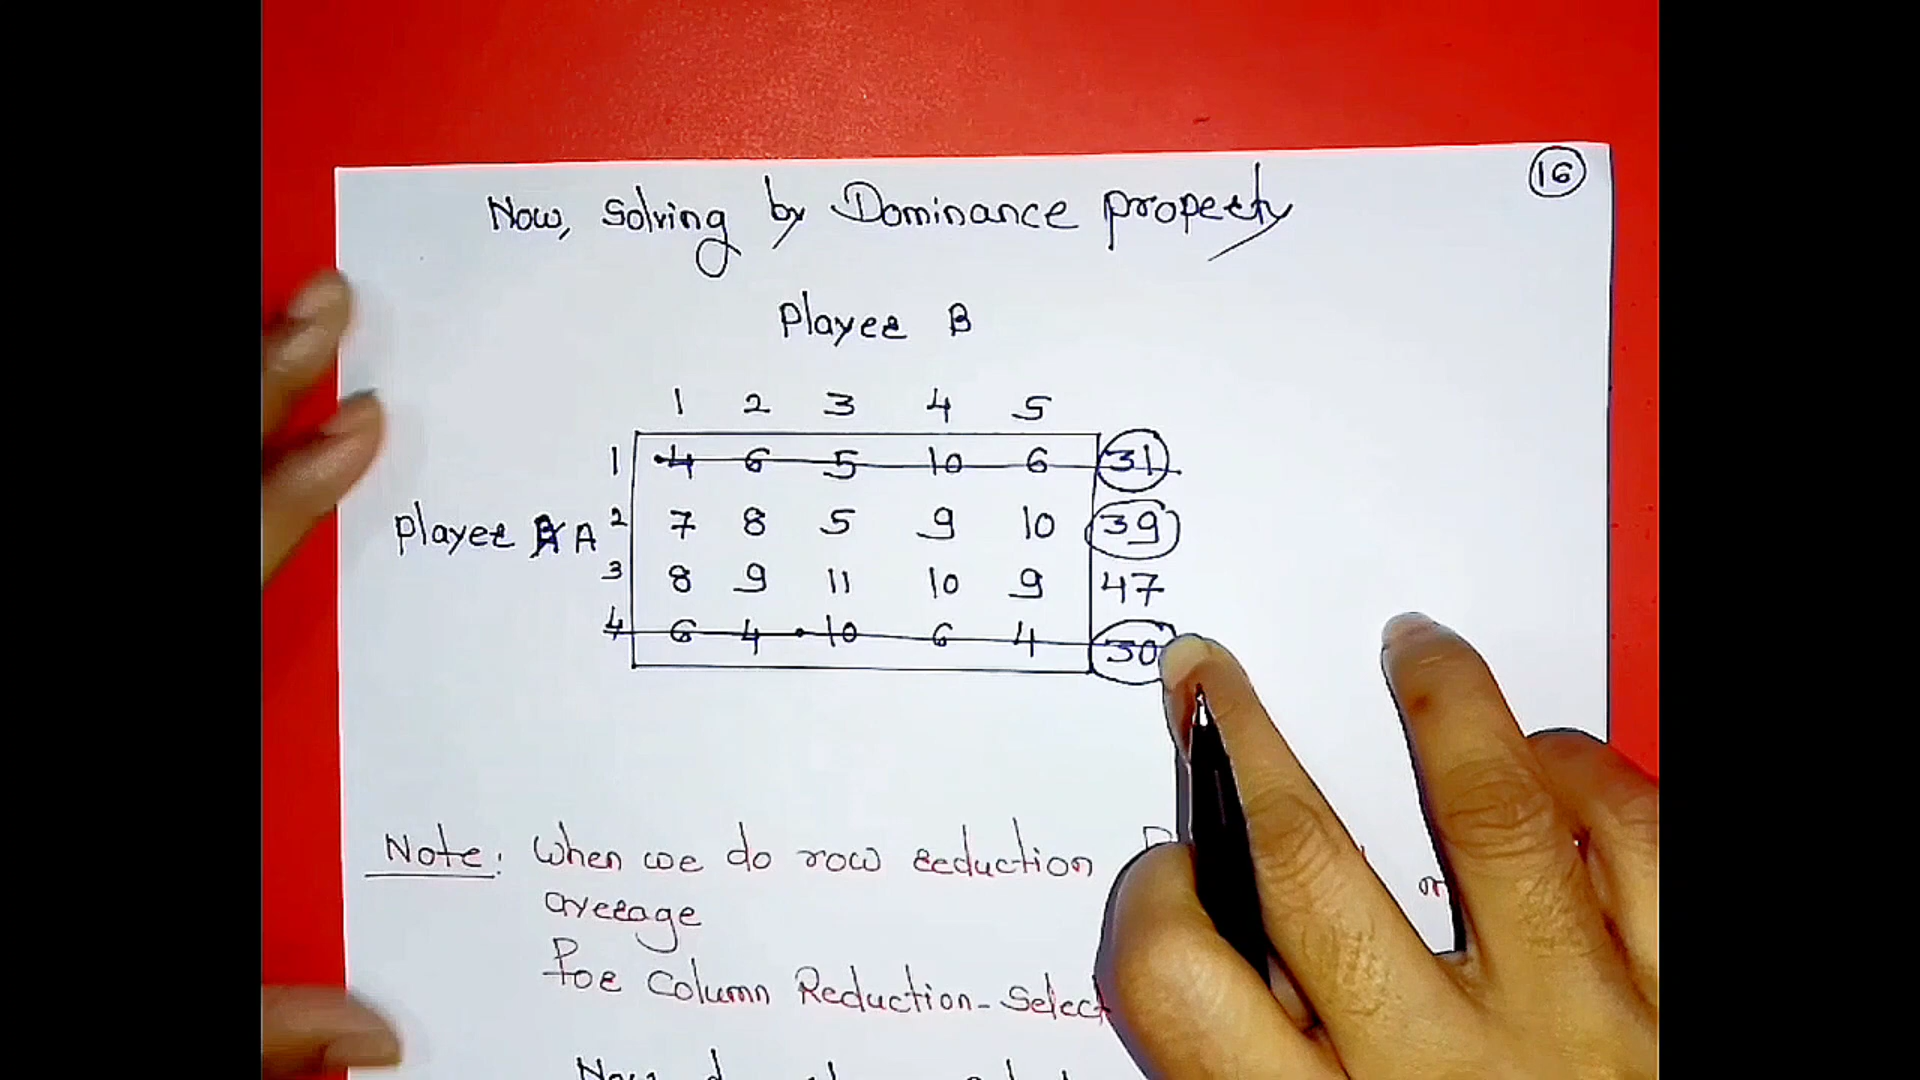 16
Now, Solving by Dominance property
Player B
1 2 3 4 5
1 4 6 5 10 6 31
Player A 2 7 8 5 9 10 39
3 8 9 11 10 9 47
4 6 4 10 6 4 30
Note: When we do row reduction or
average
For Column Reduction - Select